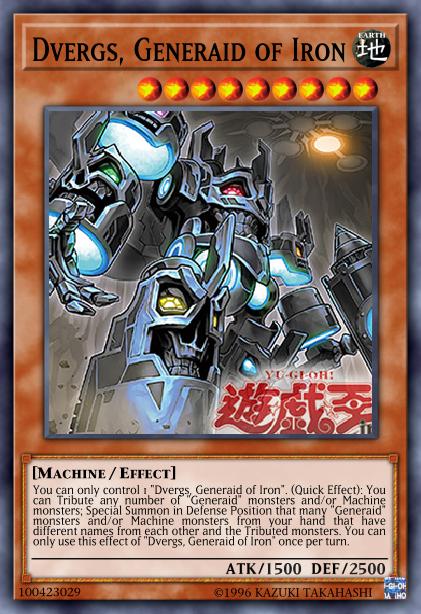 Dvergs, Generaid of Iron
EARTH
地
YU-GI-OH!
遊戯王
[Machine / Effect]
You can only control 1 "Dvergs, Generaid of Iron". (Quick Effect): You
can Tribute any number of "Generaid" monsters and/or Machine
monsters; Special Summon in Defense Position that many "Generaid"
monsters and/or Machine monsters from your hand that have
different names from each other and the Tributed monsters. You can
only use this effect of "Dvergs, Generaid of Iron" once per turn.
ATK/1500 DEF/2500
100423029
©1996 KAZUKI TAKAHASHI